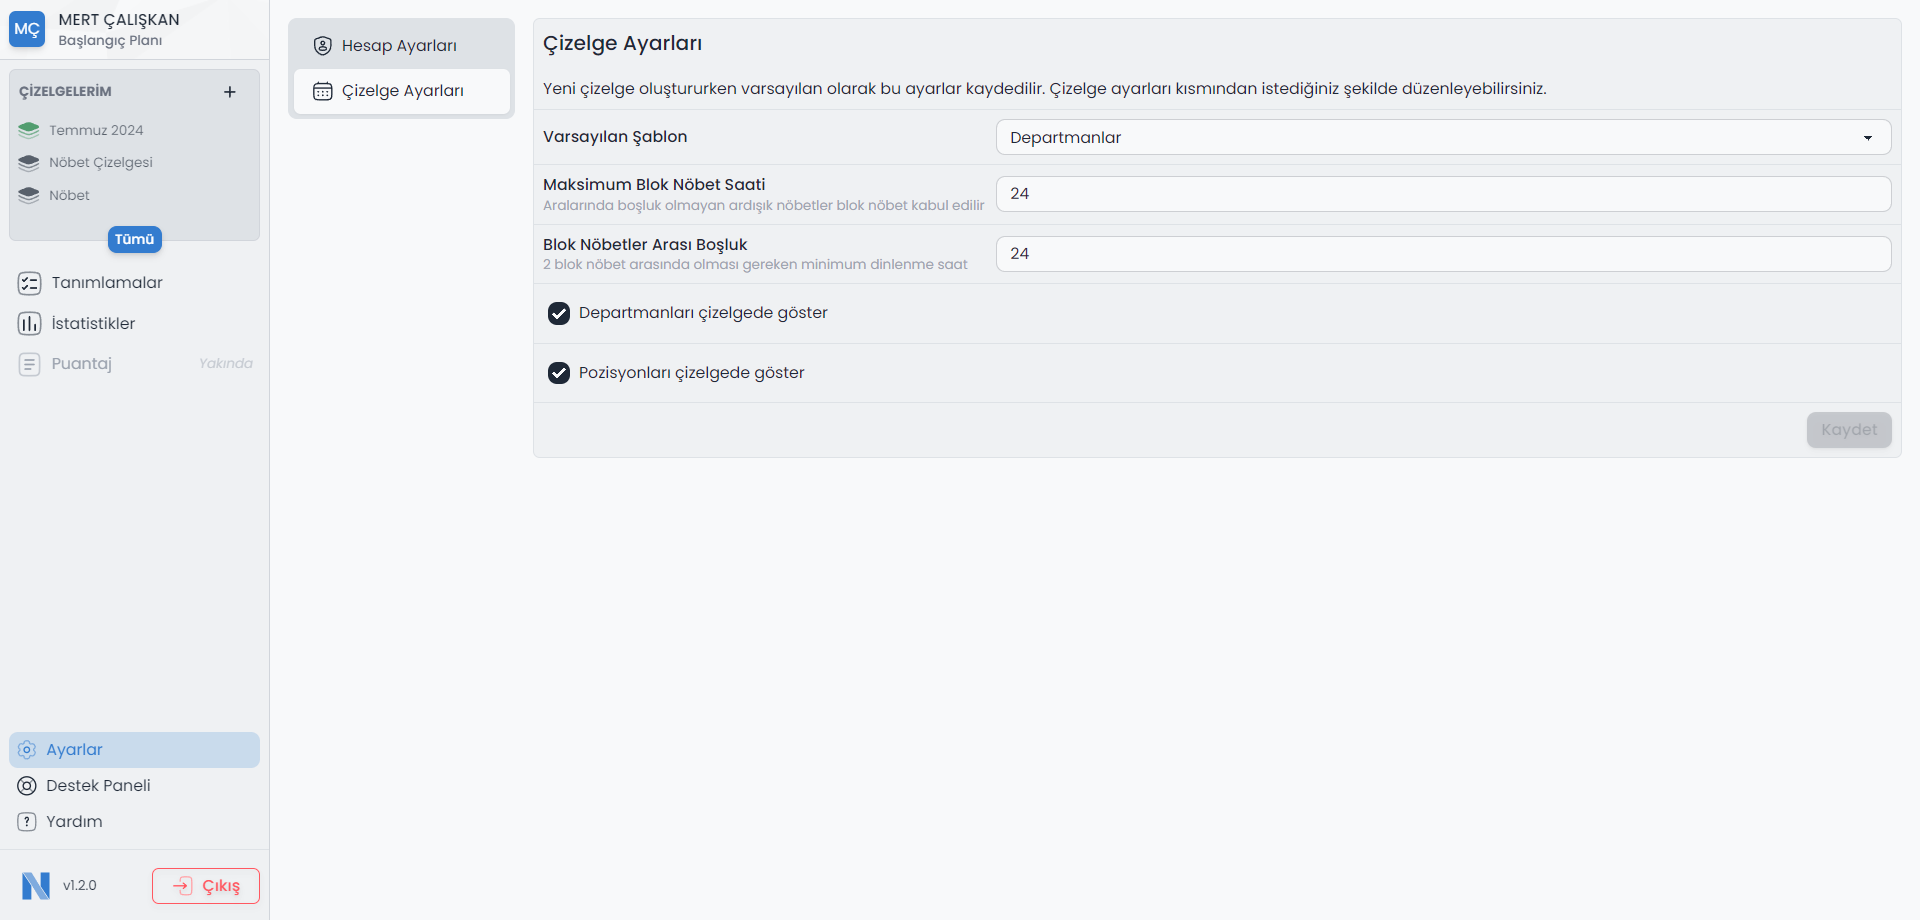 MÇ
MERT ÇALIŞKAN
Başlangıç Planı
ÇİZELGELERİM
Temmuz 2024
Nöbet Çizelgesi
Nöbet
Tümü
Tanımlamalar
İstatistikler
Puantaj
Yakında
Ayarlar
Destek Paneli
Yardım
v1.2.0
Çıkış
Hesap Ayarları
Çizelge Ayarları
Çizelge Ayarları
Yeni çizelge oluştururken varsayılan olarak bu ayarlar kaydedilir. Çizelge ayarları kısmından istediğiniz şekilde düzenleyebilirsiniz.
Varsayılan Şablon
Departmanlar
Maksimum Blok Nöbet Saati
Aralarında boşluk olmayan ardışık nöbetler blok nöbet kabul edilir
24
Blok Nöbetler Arası Boşluk
2 blok nöbet arasında olması gereken minimum dinlenme saat
24
Departmanları çizelgede göster
Pozisyonları çizelgede göster
Kaydet